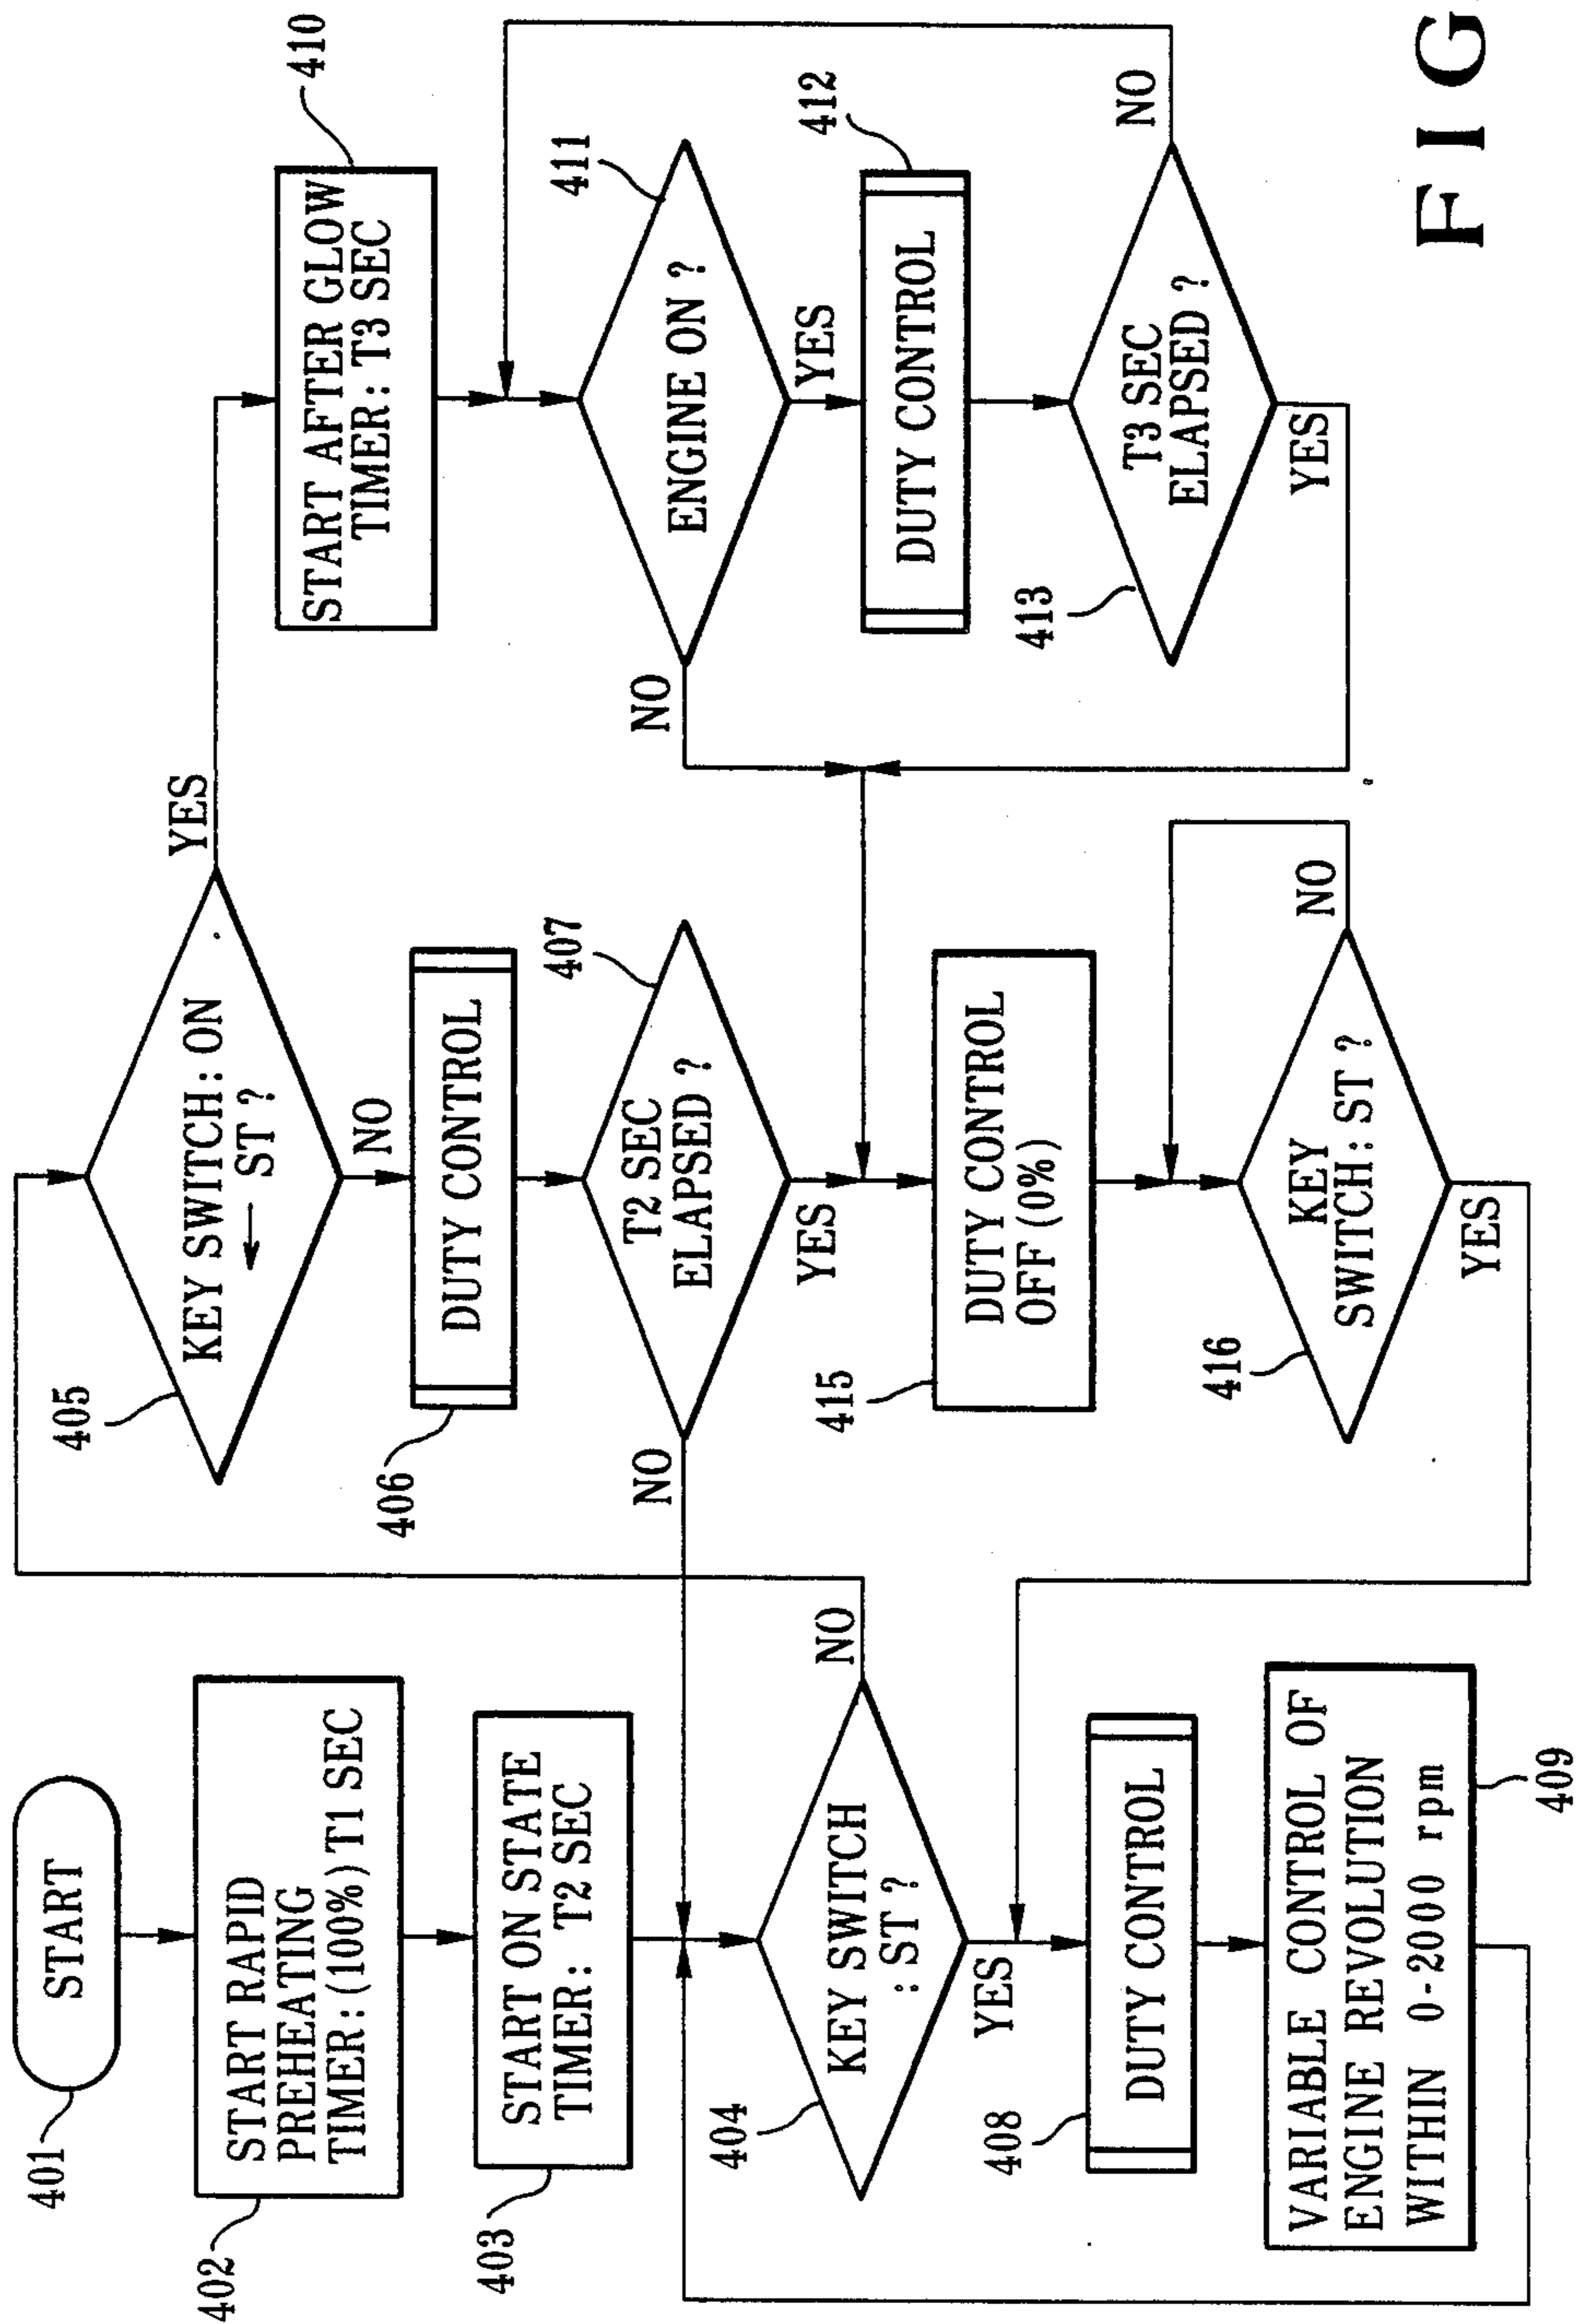 401
START
402
START RAPID
PREHEATING
TIMER:(100%) T1 SEC
403
START ON STATE
TIMER: T2 SEC
404
KEY SWITCH
: ST ?
NO
YES
408
DUTY CONTROL
VARIABLE CONTROL OF
ENGINE REVOLUTION
WITHIN 0-2000 rpm
409
405
KEY SWITCH: ON
← ST ?
YES
NO
406
DUTY CONTROL
407
T2 SEC
ELAPSED ?
NO
YES
415
DUTY CONTROL
OFF (0%)
416
KEY
SWITCH: ST ?
NO
YES
410
START AFTER GLOW
TIMER: T3 SEC
411
ENGINE ON ?
NO
YES
412
DUTY CONTROL
413
T3 SEC
ELAPSED ?
NO
YES
FIG